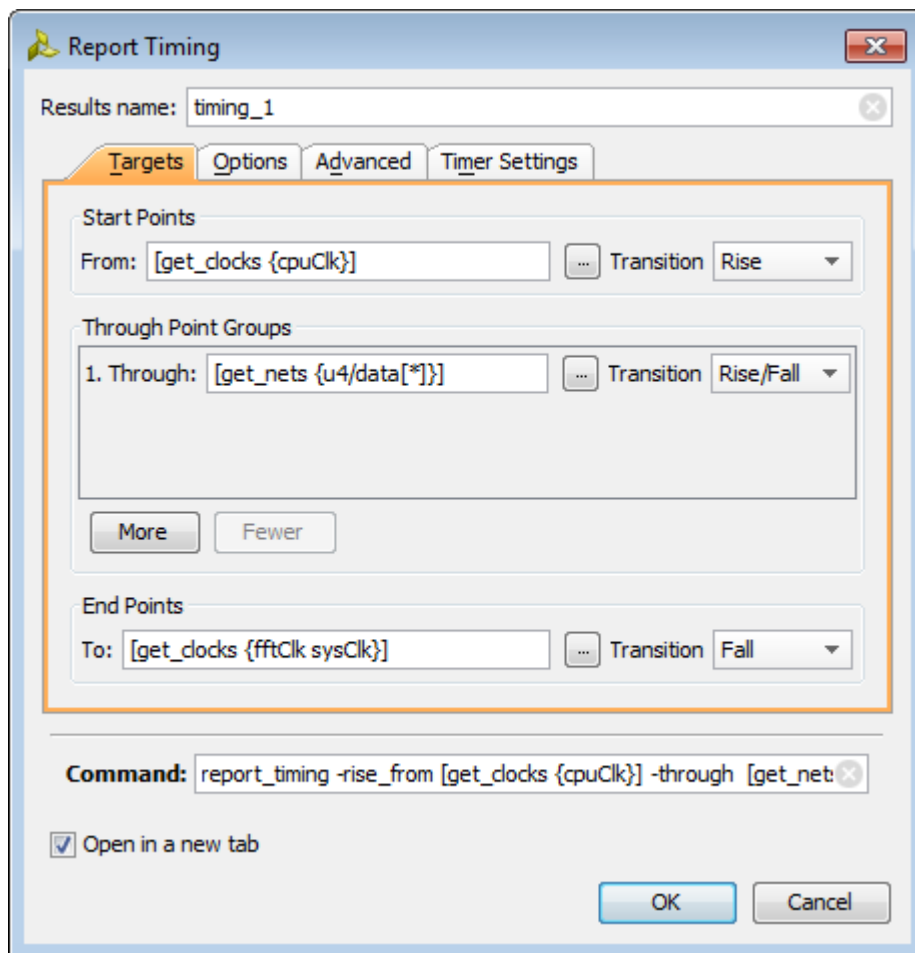 Report Timing
Results name: timing_1
Targets Options Advanced Timer Settings
Start Points
From: [get_clocks {cpuClk}] ... Transition Rise
Through Point Groups
1. Through: [get_nets {u4/data[*]}] ... Transition Rise/Fall
More Fewer
End Points
To: [get_clocks {fftClk sysClk}] ... Transition Fall
Command: report_timing -rise_from [get_clocks {cpuClk}] -through [get_nets
Open in a new tab
OK Cancel